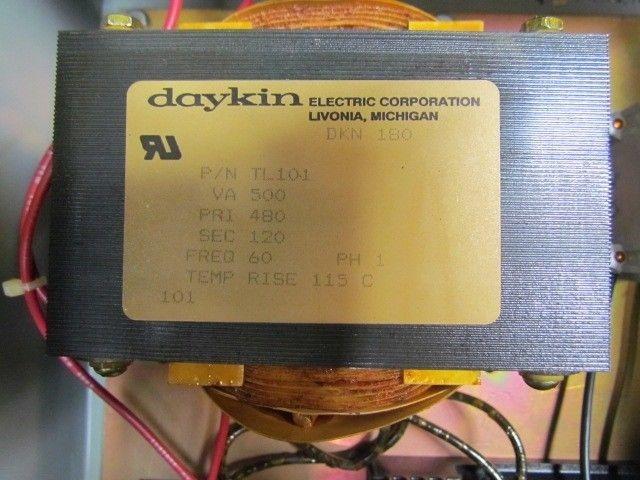 daykin ELECTRIC CORPORATION
LIVONIA, MICHIGAN
DKN 180
P/N TL101
VA 500
PRI 480
SEC 120
FREQ 60 PH 1
TEMP RISE 115 C
101